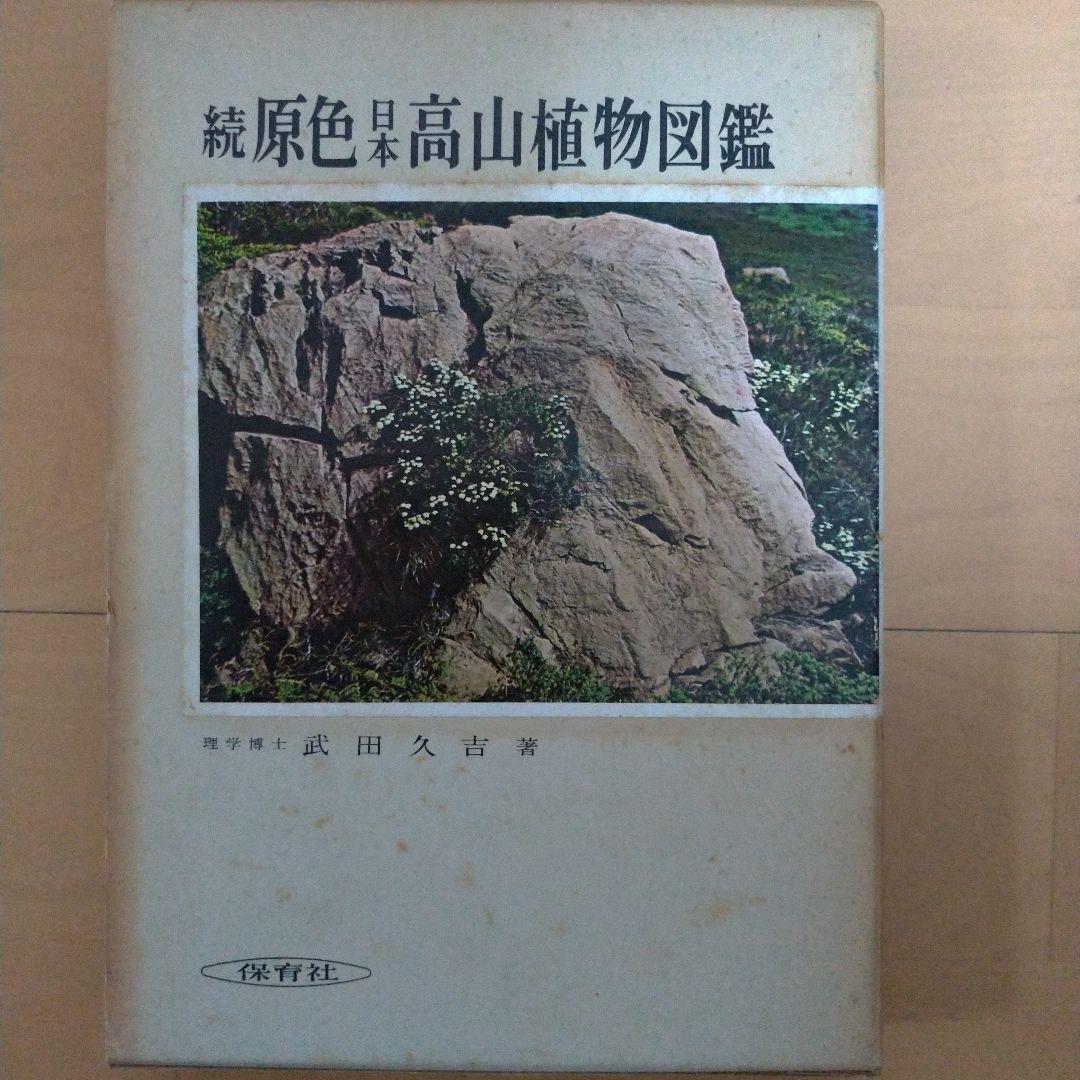 続原色日本高山植物図鑑
理学博士 武田久吉著
保育社